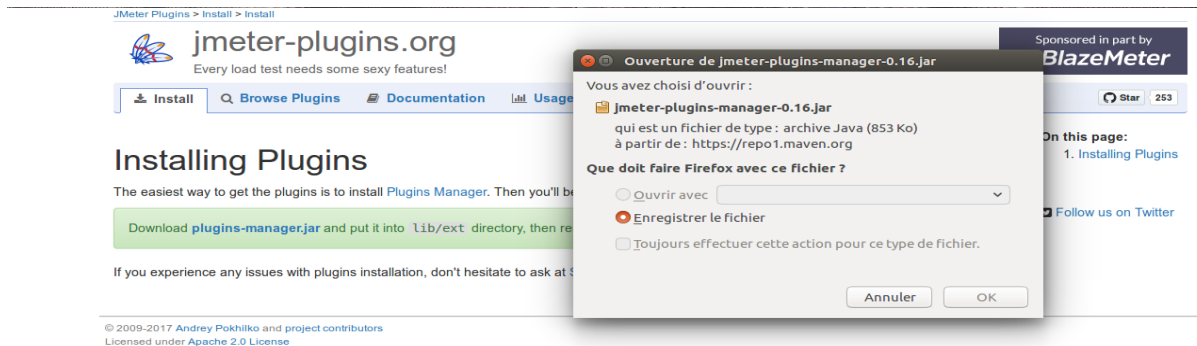 JMeter Plugins > Install > Install
jmeter-plugins.org
Every load test needs some sexy features!
Sponsored in part by
BlazeMeter
Install
Browse Plugins
Documentation
Usage
Star 253
Installing Plugins
The easiest way to get the plugins is to install Plugins Manager. Then you'll be
Download plugins-manager.jar and put it into lib/ext directory, then re
If you experience any issues with plugins installation, don't hesitate to ask at
On this page:
1. Installing Plugins
Follow us on Twitter
© 2009-2017 Andrey Pokhilko and project contributors
Licensed under Apache 2.0 License
Ouverture de jmeter-plugins-manager-0.16.jar
Vous avez choisi d'ouvrir :
jmeter-plugins-manager-0.16.jar
qui est un fichier de type : archive Java (853 Ko)
à partir de : https://repo1.maven.org
Que doit faire Firefox avec ce fichier ?
Ouvrir avec
Enregistrer le fichier
Toujours effectuer cette action pour ce type de fichier.
Annuler
OK